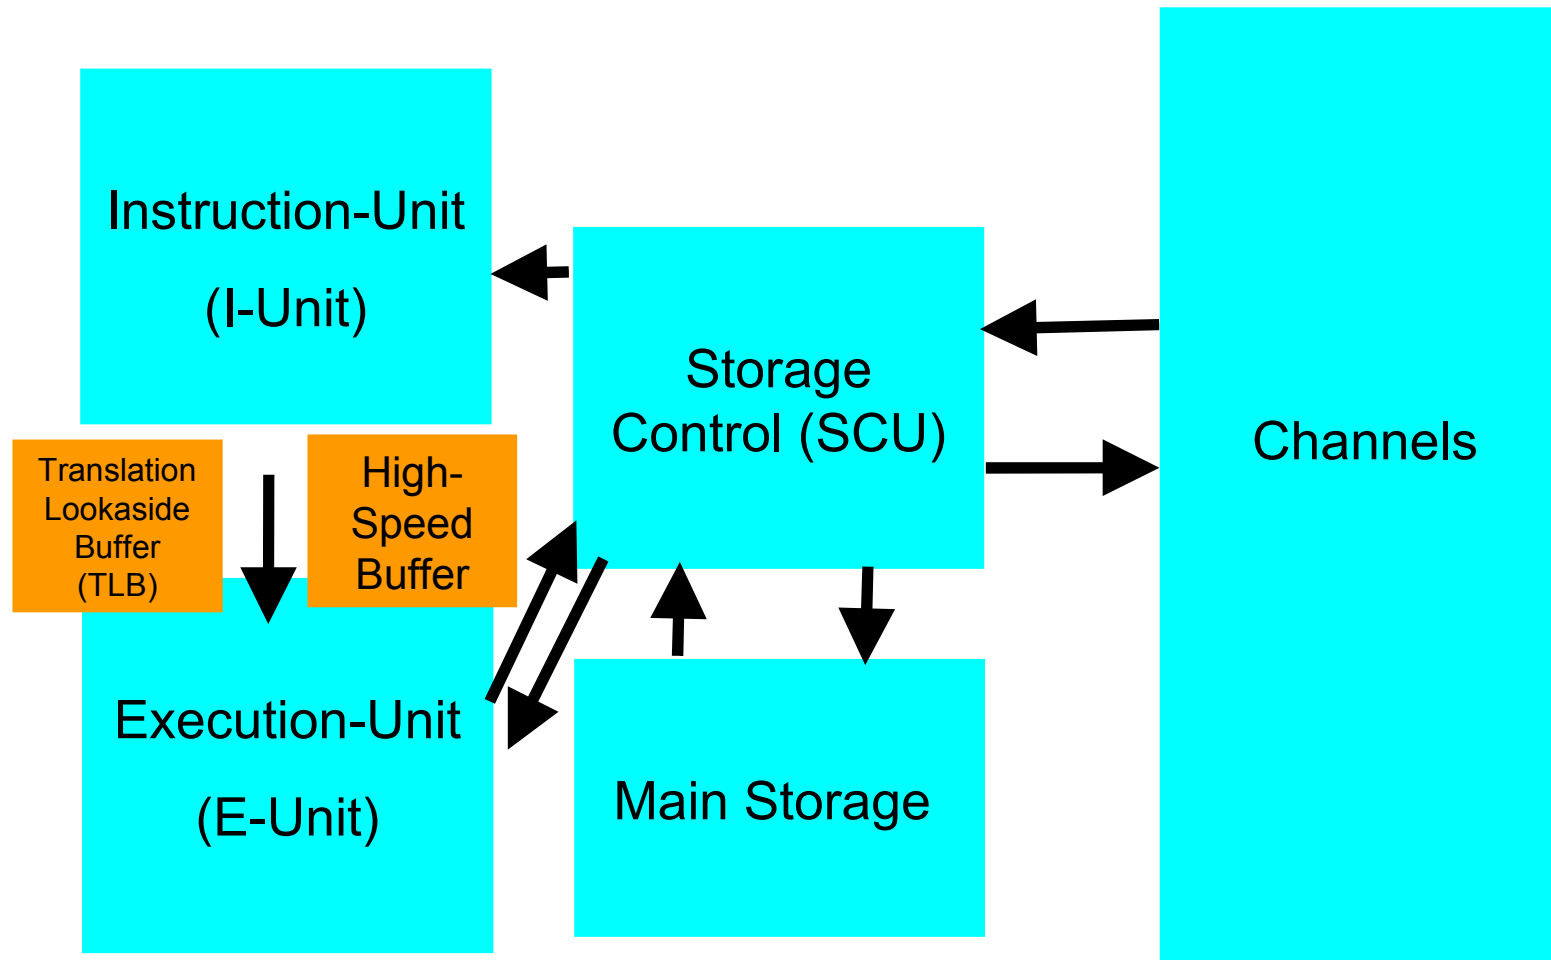 Instruction-Unit
(I-Unit)
Storage
Control (SCU)
Channels
Translation
Lookaside
Buffer
(TLB)
High-
Speed
Buffer
Execution-Unit
(E-Unit)
Main Storage